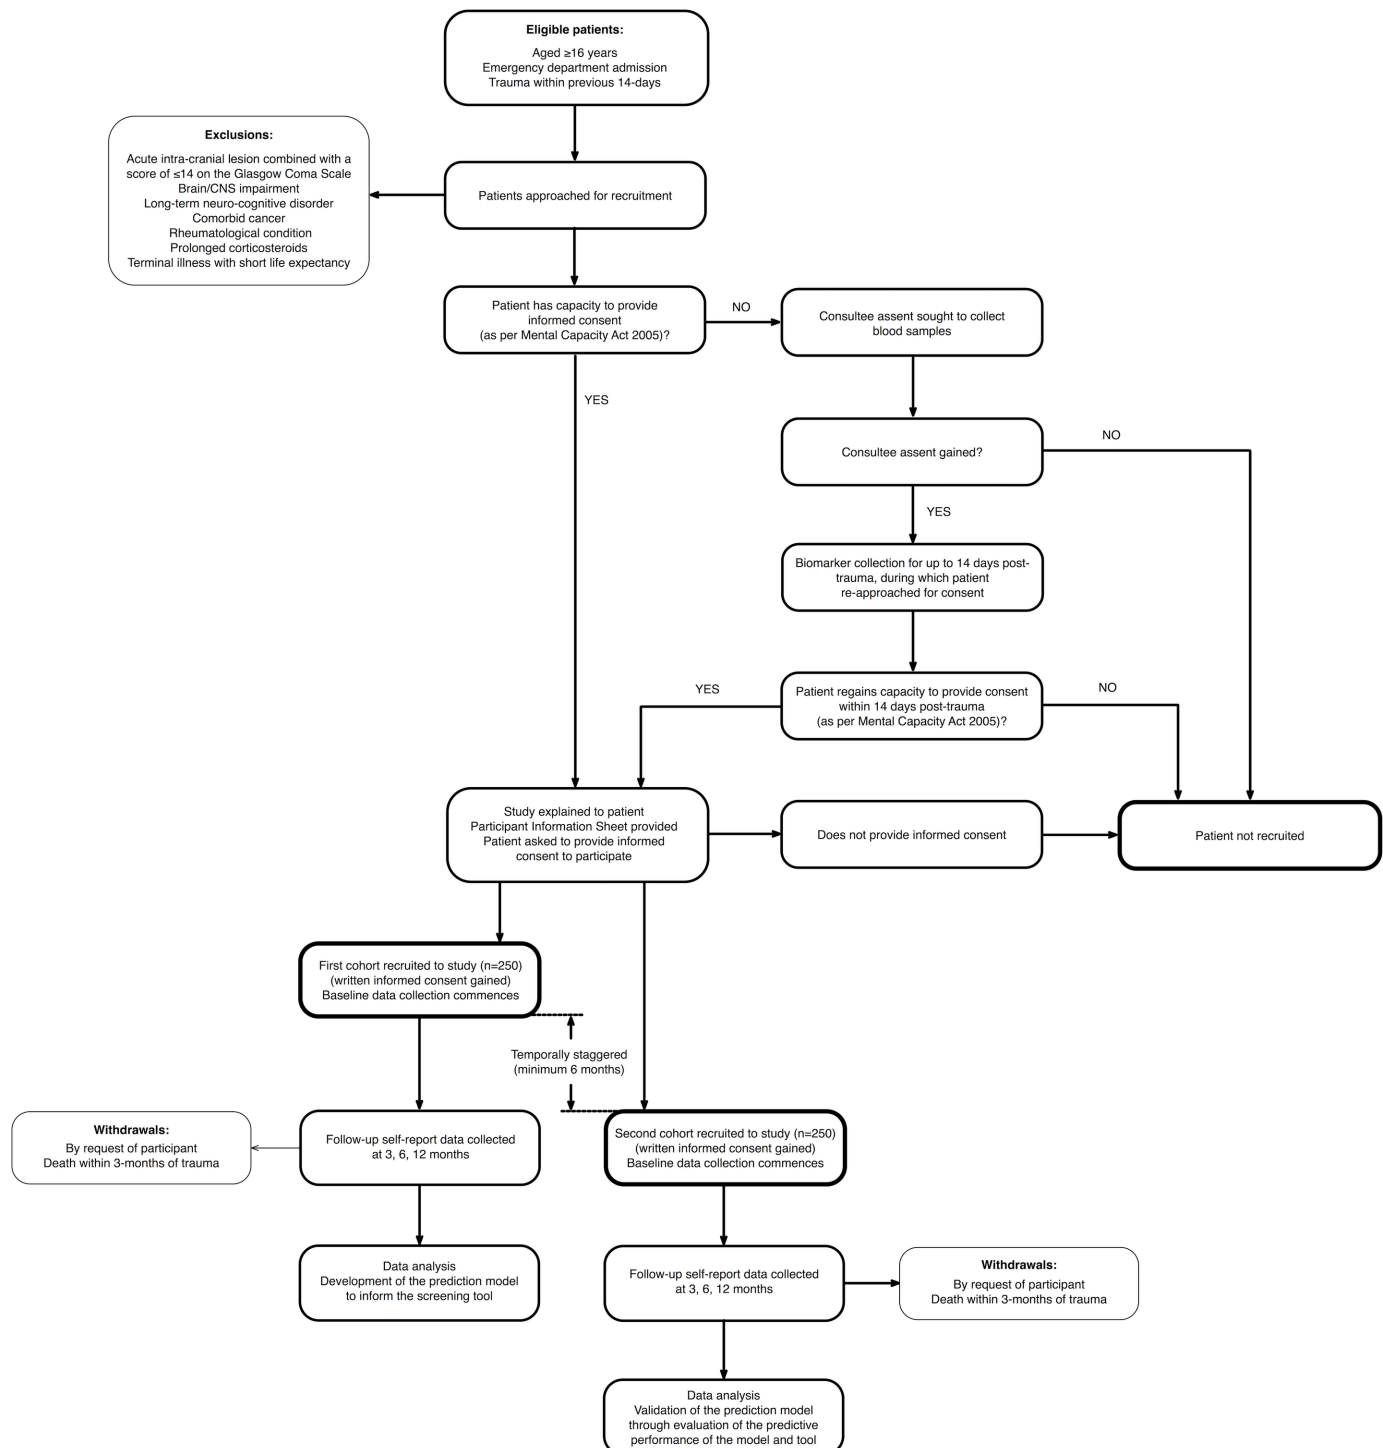 Eligible patients:
Aged ≥16 years
Emergency department admission
Trauma within previous 14-days
Exclusions:
Acute intra-cranial lesion combined with a
score of ≤14 on the Glasgow Coma Scale
Brain/CNS impairment
Long-term neuro-cognitive disorder
Comorbid cancer
Rheumatological condition
Prolonged corticosteroids
Terminal illness with short life expectancy
Patients approached for recruitment
Patient has capacity to provide
informed consent
(as per Mental Capacity Act 2005)?
NO
Consultee assent sought to collect
blood samples
YES
Consultee assent gained?
NO
YES
Biomarker collection for up to 14 days post-
trauma, during which patient
re-approached for consent
Patient regains capacity to provide consent
within 14 days post-trauma
(as per Mental Capacity Act 2005)?
YES
NO
Study explained to patient
Participant Information Sheet provided
Patient asked to provide informed
consent to participate
Does not provide informed consent
Patient not recruited
First cohort recruited to study (n=250)
(written informed consent gained)
Baseline data collection commences
Temporally staggered
(minimum 6 months)
Withdrawals:
By request of participant
Death within 3-months of trauma
Follow-up self-report data collected
at 3, 6, 12 months
Second cohort recruited to study (n=250)
(written informed consent gained)
Baseline data collection commences
Data analysis
Development of the prediction model
to inform the screening tool
Follow-up self-report data collected
at 3, 6, 12 months
Withdrawals:
By request of participant
Death within 3-months of trauma
Data analysis
Validation of the prediction model
through evaluation of the predictive
performance of the model and tool